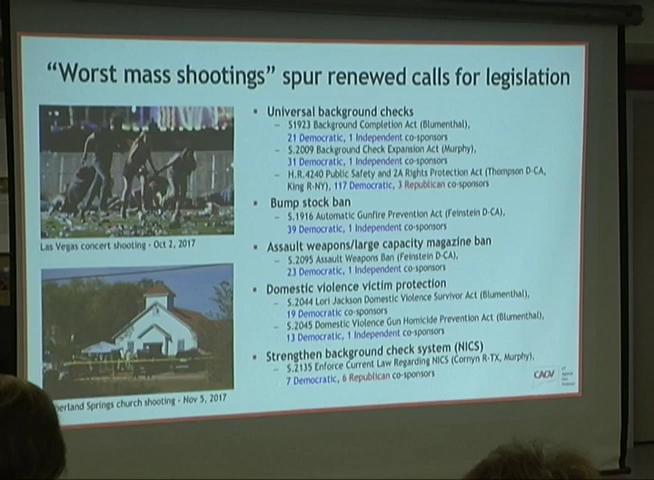 “Worst mass shootings” spur renewed calls for legislation
Las Vegas concert shooting - Oct 2, 2017
erland Springs church shooting - Nov 5, 2017
• Universal background checks
– S1923 Background Completion Act (Blumenthal),
21 Democratic, 1 Independent co-sponsors
– S.2009 Background Check Expansion Act (Murphy),
31 Democratic, 1 Independent co-sponsors
– H.R.4240 Public Safety and 2A Rights Protection Act (Thompson D-CA,
King R-NY), 117 Democratic, 3 Republican co-sponsors
• Bump stock ban
– S.1916 Automatic Gunfire Prevention Act (Feinstein D-CA),
39 Democratic, 1 Independent co-sponsors
• Assault weapons/large capacity magazine ban
– S.2095 Assault Weapons Ban (Feinstein D-CA),
23 Democratic, 1 Independent co-sponsors
• Domestic violence victim protection
– S.2044 Lori Jackson Domestic Violence Survivor Act (Blumenthal),
19 Democratic co-sponsors
– S.2045 Domestic Violence Gun Homicide Prevention Act (Blumenthal),
13 Democratic, 1 Independent co-sponsors
• Strengthen background check system (NICS)
– S.2135 Enforce Current Law Regarding NICS (Cornyn R-TX, Murphy),
7 Democratic, 6 Republican co-sponsors
CAGV